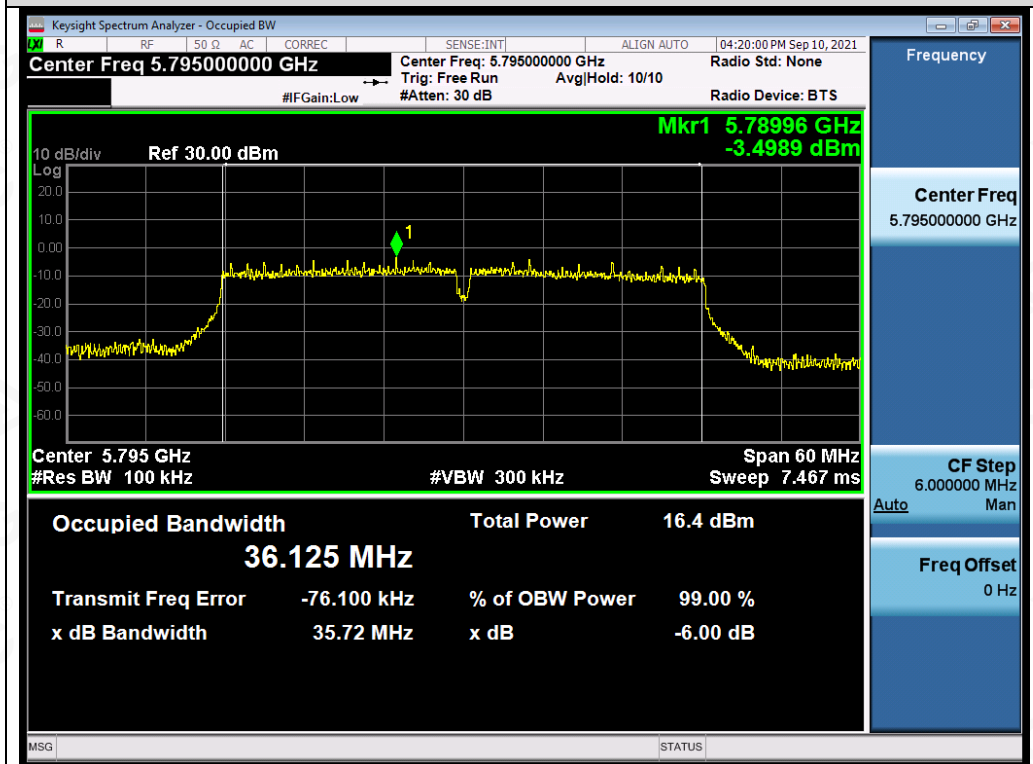 Keysight Spectrum Analyzer - Occupied BW
LXI R RF 50 Ω AC CORREC SENSE:INT ALIGN AUTO 04:20:00 PM Sep 10, 2021
Center Freq 5.795000000 GHz
Center Freq: 5.795000000 GHz
Radio Std: None
Trig: Free Run Avg|Hold: 10/10
#IFGain:Low
#Atten: 30 dB
Radio Device: BTS
Mkr1 5.78996 GHz
-3.4989 dBm
10 dB/div Ref 30.00 dBm
Log
20.0
10.0
0.00
-10.0
-20.0
-30.0
-40.0
-50.0
-60.0
1
Center 5.795 GHz
Span 60 MHz
#Res BW 100 kHz
#VBW 300 kHz
Sweep 7.467 ms
Occupied Bandwidth
36.125 MHz
Total Power 16.4 dBm
Transmit Freq Error -76.100 kHz
% of OBW Power 99.00 %
x dB Bandwidth 35.72 MHz
x dB -6.00 dB
MSG
STATUS
Frequency
Center Freq
5.795000000 GHz
CF Step
6.000000 MHz
Auto Man
Freq Offset
0 Hz